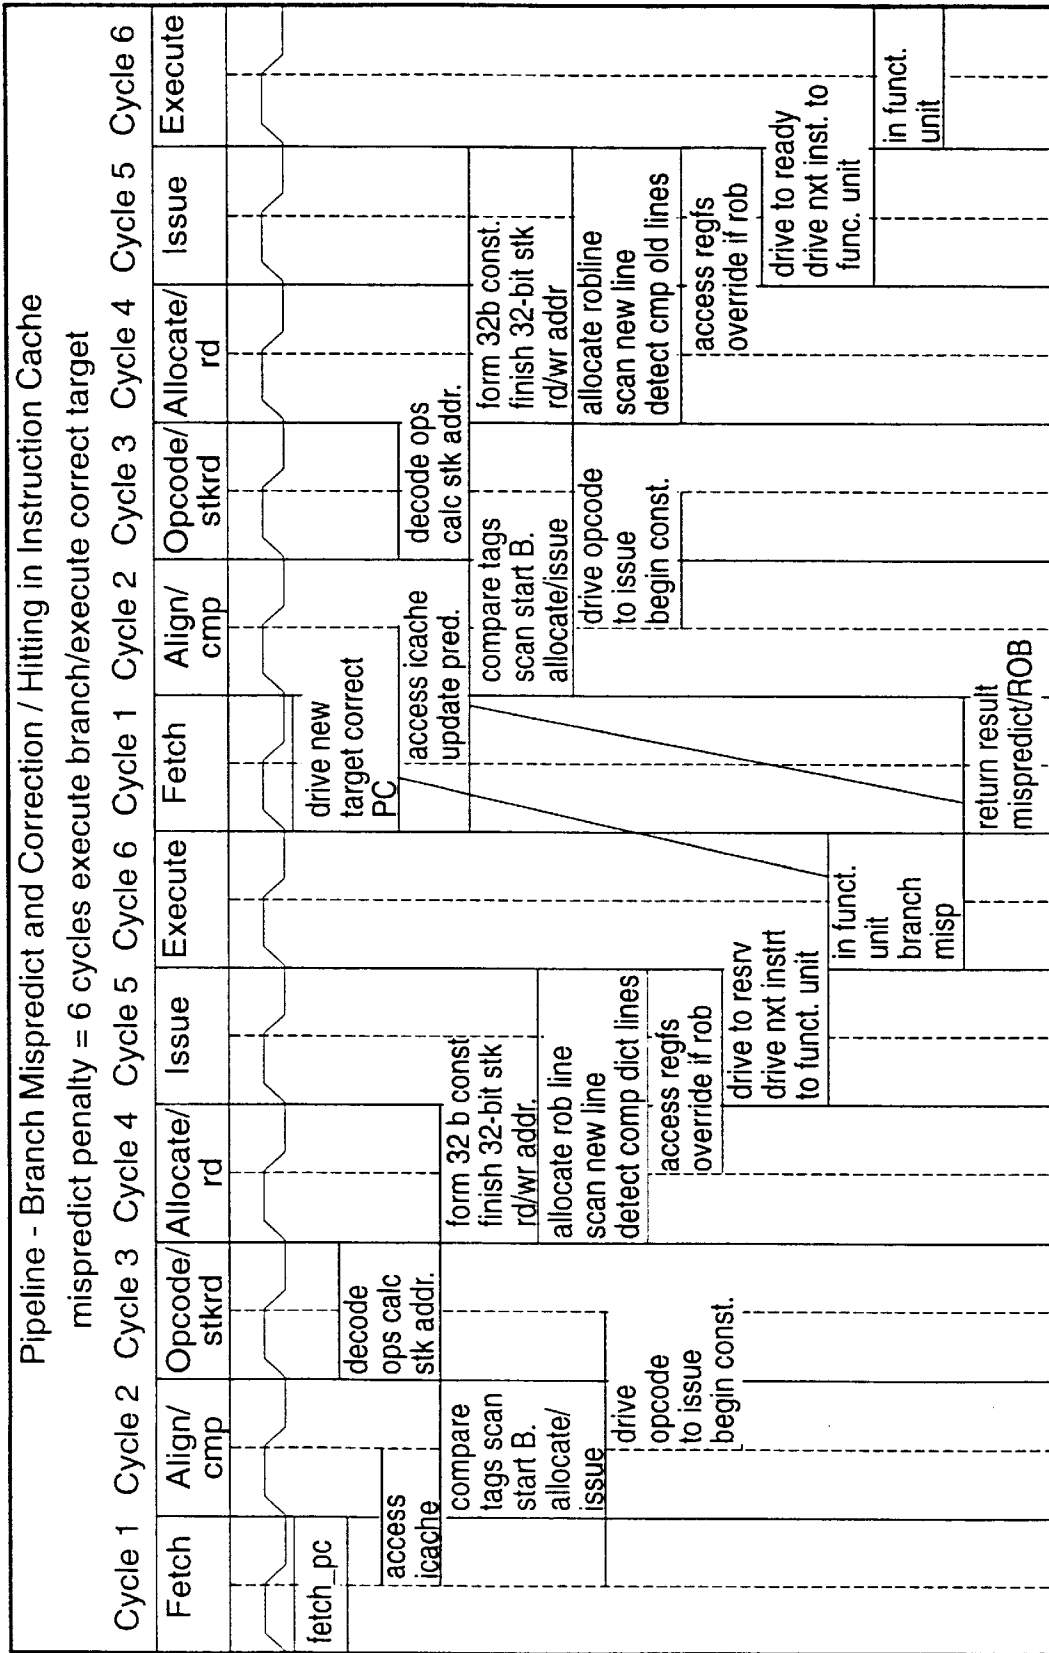 Pipeline - Branch Mispredict and Correction / Hitting in Instruction Cache
mispredict penalty = 6 cycles execute branch/execute correct target
Cycle 1 Cycle 2 Cycle 3 Cycle 4 Cycle 5 Cycle 6 Cycle 1 Cycle 2 Cycle 3 Cycle 4 Cycle 5 Cycle 6
Fetch Align/ Opcode/ Allocate/ Issue Execute Fetch Align/ Opcode/ Allocate/ Issue Execute
cmp stkrd rd cmp stkrd rd
fetch_pc
access
icache
decode
ops calc
stk addr.
compare
tags scan
start B.
allocate/
issue
drive
opcode
to issue
begin const.
form 32 b const
finish 32-bit stk
rd/wr addr.
allocate rob line
scan new line
detect comp dict lines
access regfs
override if rob
drive to resrv
drive nxt instrt
to funct. unit
in funct.
unit
branch
misp
return result
mispredict/ROB
drive new
target correct
PC
access icache
update pred.
decode ops
calc stk addr.
compare tags
scan start B.
allocate/issue
drive opcode
to issue
begin const.
form 32b const.
finish 32-bit stk
rd/wr addr
allocate robline
scan new line
detect cmp old lines
access regfs
override if rob
drive to ready
drive nxt inst. to
func. unit
in funct.
unit